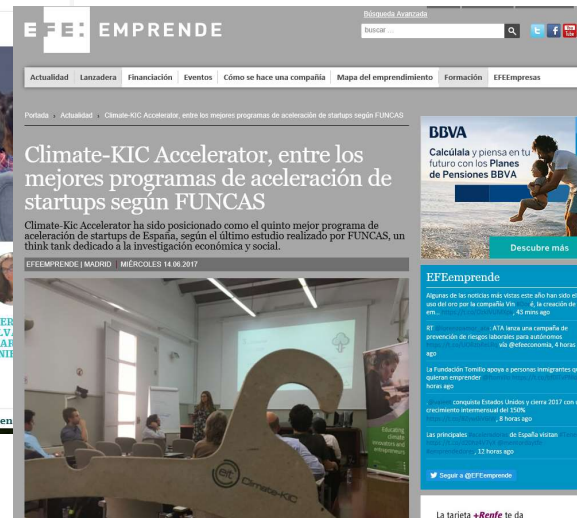 EFE: EMPRENDE
Búsqueda Avanzada
buscar ...
Actualidad Lanzadera Financiación Eventos Cómo se hace una compañía Mapa del emprendimiento Formación EFEEmpresas
Portada Actualidad Climate-KIC Accelerator, entre los mejores programas de aceleración de startups según FUNCAS
Climate-KIC Accelerator, entre los
mejores programas de aceleración de
startups según FUNCAS
Climate-Kic Accelerator ha sido posicionado como el quinto mejor programa de
aceleración de startups de España, según el último estudio realizado por FUNCAS, un
think tank dedicado a la investigación económica y social.
EFEEMPRENDE | MADRID | MIÉRCOLES 14.06.2017
Educating
climate
innovators and
entrepreneurs
eit
Climate-KIC
BBVA
Calcúlala y piensa en tu
futuro con los Planes
de Pensiones BBVA
Descubre más
EFEemprende
Algunas de las noticias más vistas este año han sido el
uso del oro por la compañía Vin é, la creación de
em... , 43 mins ago
RT : ATA lanza una campaña de
prevención de riesgos laborales para autónomos
vía @efeeconomia, 4 horas
ago
La Fundación Tomillo apoya a personas inmigrantes q
quieran emprender
horas ago
conquista Estados Unidos y cierra 2017 con
crecimiento intermensual del 150%
, 8 horas ago
Las principales de España visitan
, 12 horas ago
Seguir a @EFEemprende
La tarjeta +Renfe te da